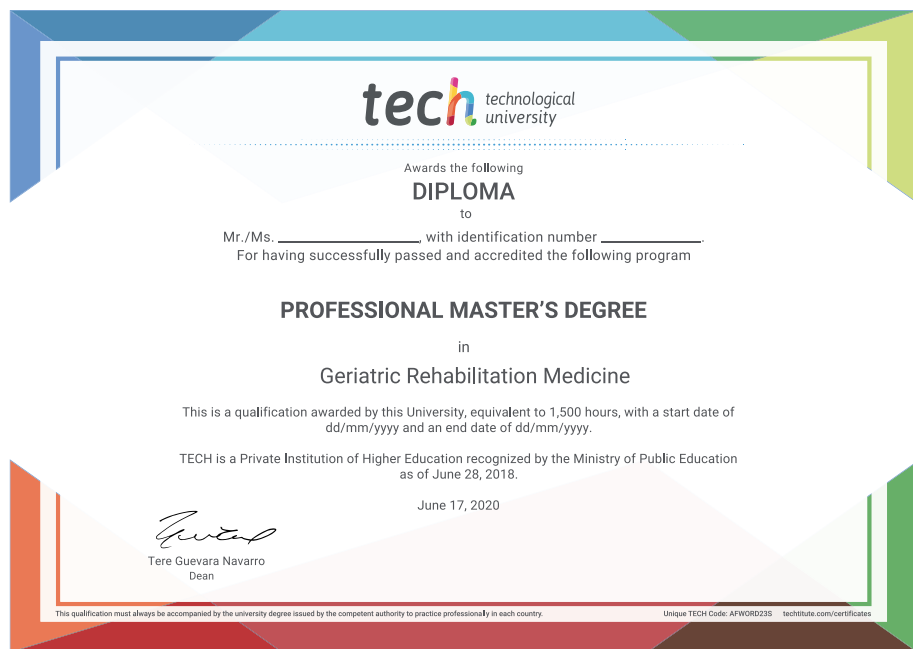 tech technological
university
Awards the following
DIPLOMA
to
Mr./Ms. ____________________, with identification number ______________.
For having successfully passed and accredited the following program
PROFESSIONAL MASTER'S DEGREE
in
Geriatric Rehabilitation Medicine
This is a qualification awarded by this University, equivalent to 1,500 hours, with a start date of
dd/mm/yyyy and an end date of dd/mm/yyyy.
TECH is a Private Institution of Higher Education recognized by the Ministry of Public Education
as of June 28, 2018.
June 17, 2020
Tere Guevara Navarro
Dean
This qualification must always be accompanied by the university degree issued by the competent authority to practice professionally in each country. Unique TECH Code: AFWORD23S techtitute.com/certificates